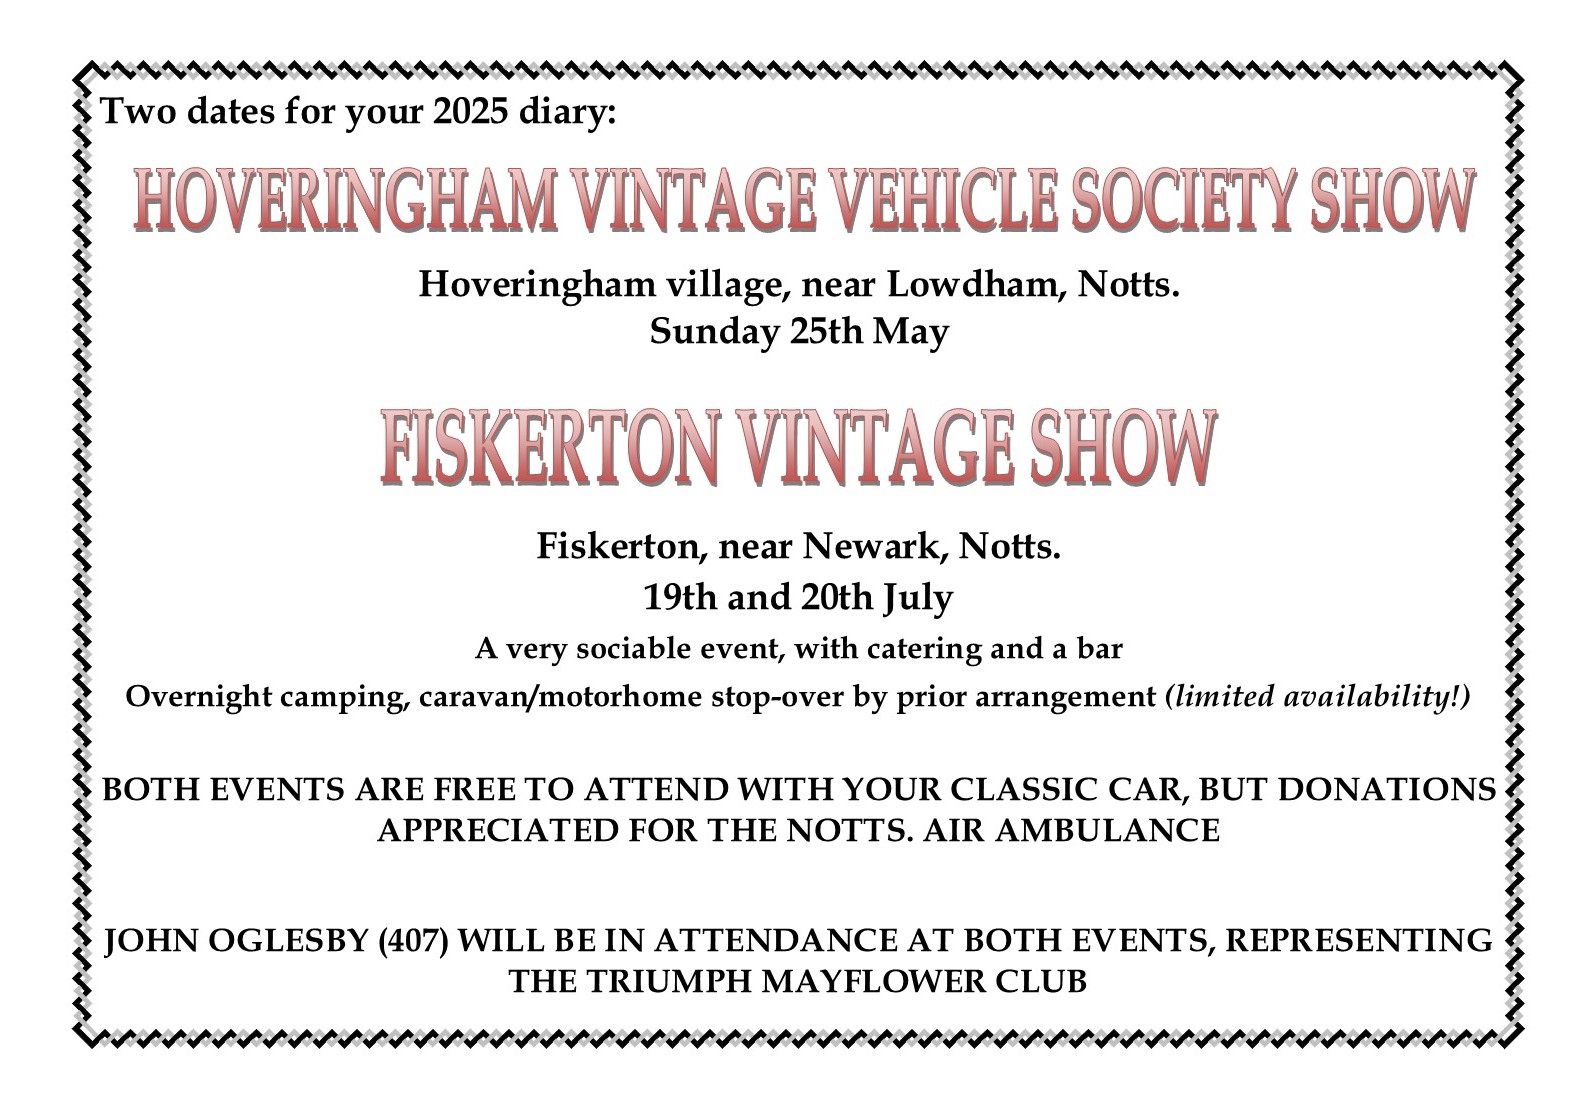 Two dates for your 2025 diary:
HOVERINGHAM VINTAGE VEHICLE SOCIETY SHOW
Hoveringham village, near Lowdham, Notts.
Sunday 25th May
FISKERTON VINTAGE SHOW
Fiskerton, near Newark, Notts.
19th and 20th July
A very sociable event, with catering and a bar
Overnight camping, caravan/motorhome stop-over by prior arrangement (limited availability!)
BOTH EVENTS ARE FREE TO ATTEND WITH YOUR CLASSIC CAR, BUT DONATIONS
APPRECIATED FOR THE NOTTS. AIR AMBULANCE
JOHN OGLESBY (407) WILL BE IN ATTENDANCE AT BOTH EVENTS, REPRESENTING
THE TRIUMPH MAYFLOWER CLUB